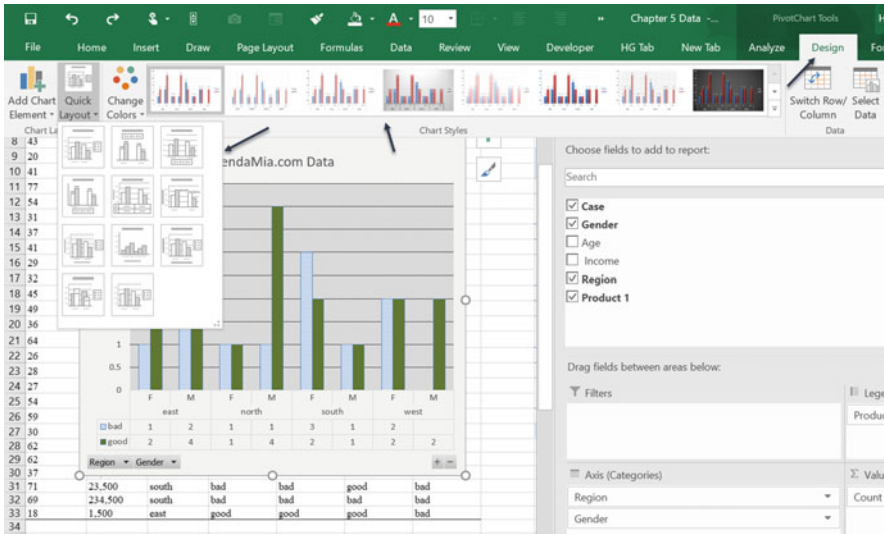 10
Chapter 5 Data -...
PivotChart Tools
H
File Home Insert Draw Page Layout Formulas Data Review View Developer HG Tab New Tab Analyze Design Fo
Add Chart Element Quick Layout Change Colors Switch Row/ Column Select Data
Chart La Chart Styles Data
8 43
9 20
10 41
11 77
12 54
13 31
14 37
15 41
16 29
17 32
18 45
19 49
20 36
21 64
22 26
23 28
24 27
25 54
26 59
27 30
28 62
29 62
30 37
endaMia.com Data
1
0.5
0
F M F M F M F M
east north south west
bad 1 2 1 1 3 1 2
good 2 4 1 4 2 1 2 2
Region Gender
+ -
31 71 23,500 south bad bad good bad
32 69 234,500 south bad bad bad bad
33 18 1,500 east good good good bad
34
Choose fields to add to report:
Search
Case
Gender
Age
Income
Region
Product 1
Drag fields between areas below:
Filters
Lege
Produ
Axis (Categories)
Σ Valu
Region
Count
Gender